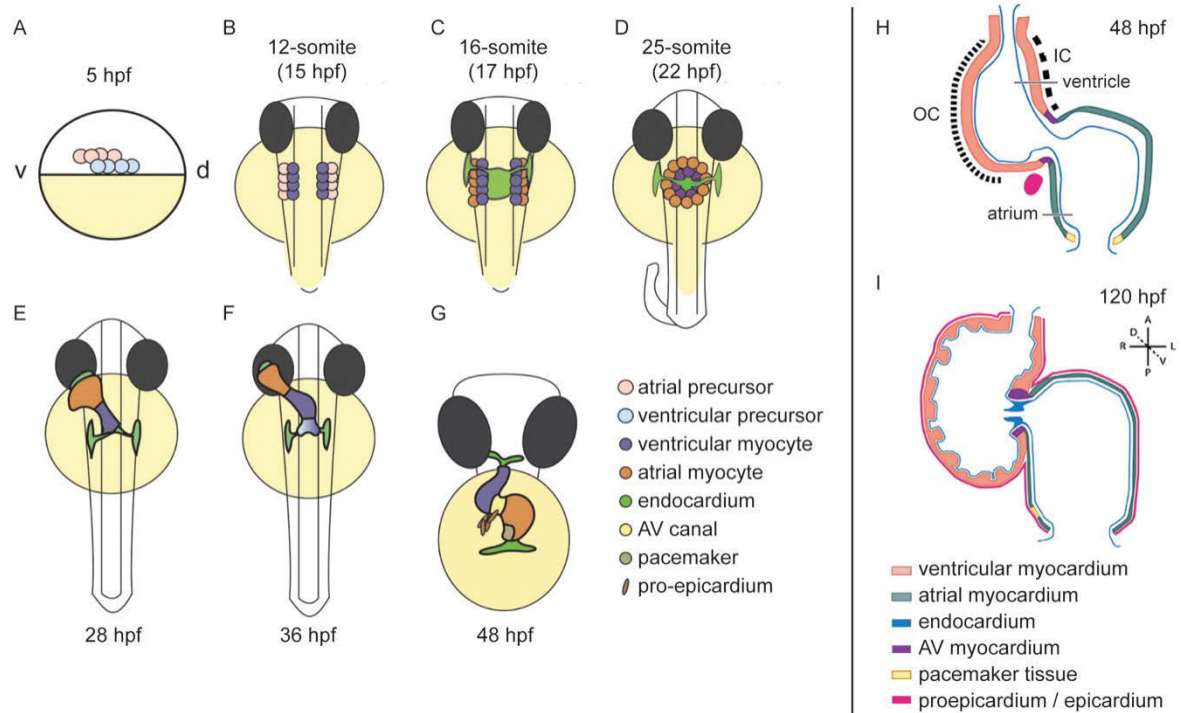 A
5 hpf
v
d
B
12-somite
(15 hpf)
C
16-somite
(17 hpf)
D
25-somite
(22 hpf)
E
28 hpf
F
36 hpf
G
48 hpf
atrial precursor
ventricular precursor
ventricular myocyte
atrial myocyte
endocardium
AV canal
pacemaker
pro-epicardium
H
48 hpf
IC
ventricle
OC
atrium
I
120 hpf
A
D
R
L
V
P
ventricular myocardium
atrial myocardium
endocardium
AV myocardium
pacemaker tissue
proepicardium / epicardium